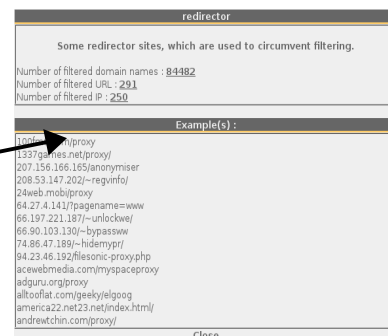 redirector
Some redirector sites, which are used to circumvent filtering.
Number of filtered domain names : 84482
Number of filtered URL : 291
Number of filtered IP : 250
Example(s) :
/proxy
1337games.net/proxy/
207.156.166.165/anonymiser
208.53.147.202/~regvinfo/
24web.mobi/proxy
64.27.4.141/?pagename=www
66.197.221.187/~unlockwe/
66.90.103.130/~bypassww
74.86.47.189/~hidemypr/
94.23.46.192/filesonic-proxy.php
acewebmedia.com/myspaceproxy
adguru.org/proxy
alltooflat.com/geeky/elgoog
america22.net23.net/index.html/
andrewtchin.com/proxy/
Close